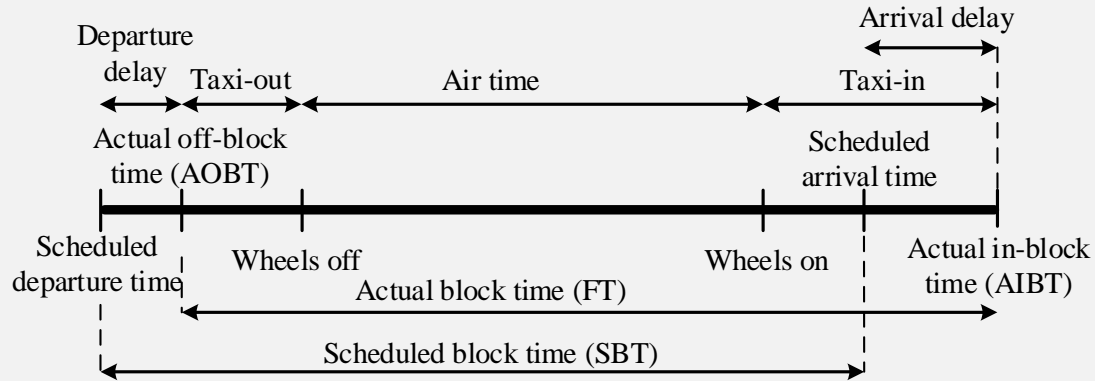 Arrival delay
Departure
delay
Taxi-out
Air time
Taxi-in
Actual off-block
time (AOBT)
Scheduled
arrival time
Scheduled
departure time
Wheels off
Wheels on
Actual in-block
time (AIBT)
Actual block time (FT)
Scheduled block time (SBT)